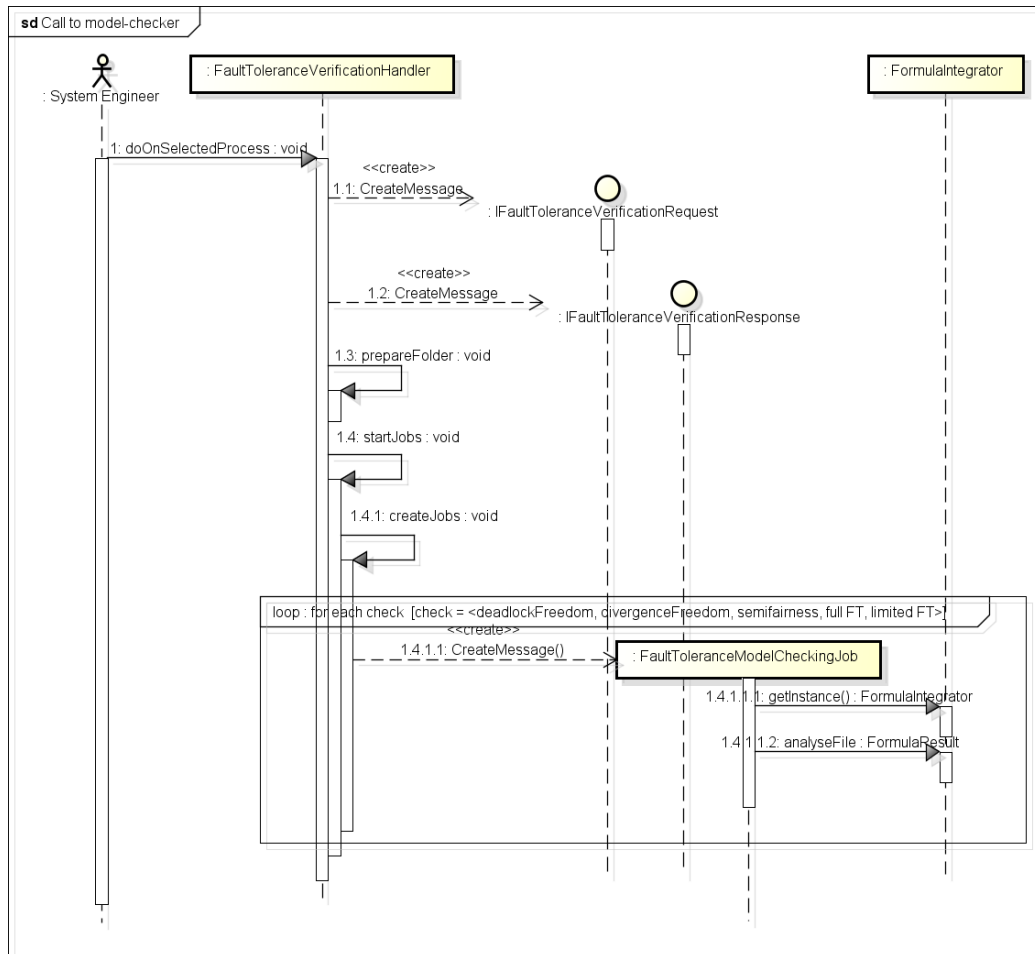 sd Call to model-checker
: System Engineer
: FaultToleranceVerificationHandler
: FormulaIntegrator
1: doOnSelectedProcess : void
<<create>>
1.1: CreateMessage
: IFaultToleranceVerificationRequest
<<create>>
1.2: CreateMessage
: IFaultToleranceVerificationResponse
1.3: prepareFolder : void
1.4: startJobs : void
1.4.1: createJobs : void
loop : for each check [check = <deadlockFreedom, divergenceFreedom, semifairness, full FT, limited FT>]
<<create>>
1.4.1.1: CreateMessage()
: FaultToleranceModelCheckingJob
1.4.1.1.1: getInstance() : FormulaIntegrator
1.4.1.1.2: analyseFile : FormulaResult